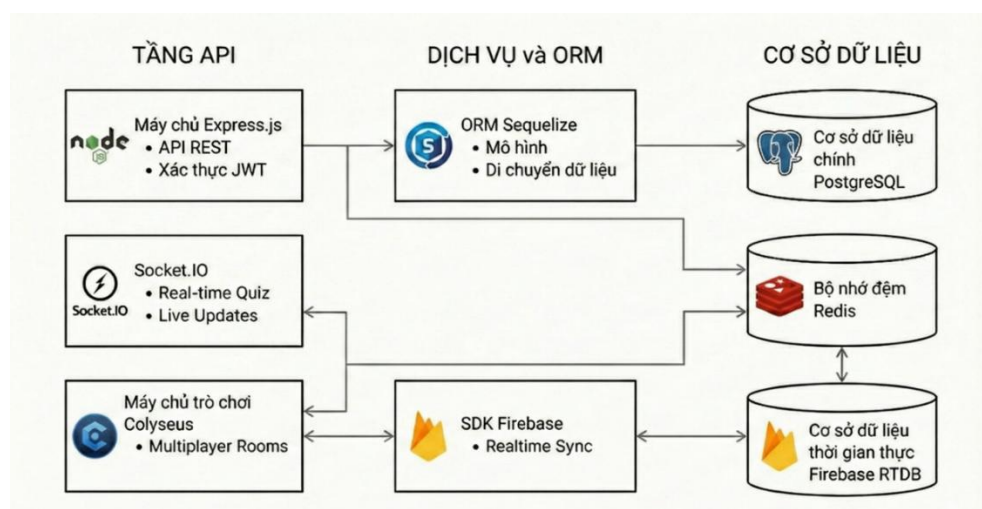 TẦNG API
DỊCH VỤ và ORM
CƠ SỞ DỮ LIỆU
node
JS
Máy chủ Express.js
• API REST
• Xác thực JWT
S
ORM Sequelize
• Mô hình
• Di chuyển dữ liệu
Cơ sở dữ liệu
chính
PostgreSQL
Socket.IO
Socket.IO
• Real-time Quiz
• Live Updates
Bộ nhớ đệm
Redis
Máy chủ trò chơi
Colyseus
• Multiplayer Rooms
SDK Firebase
• Realtime Sync
Cơ sở dữ liệu
thời gian thực
Firebase RTDB